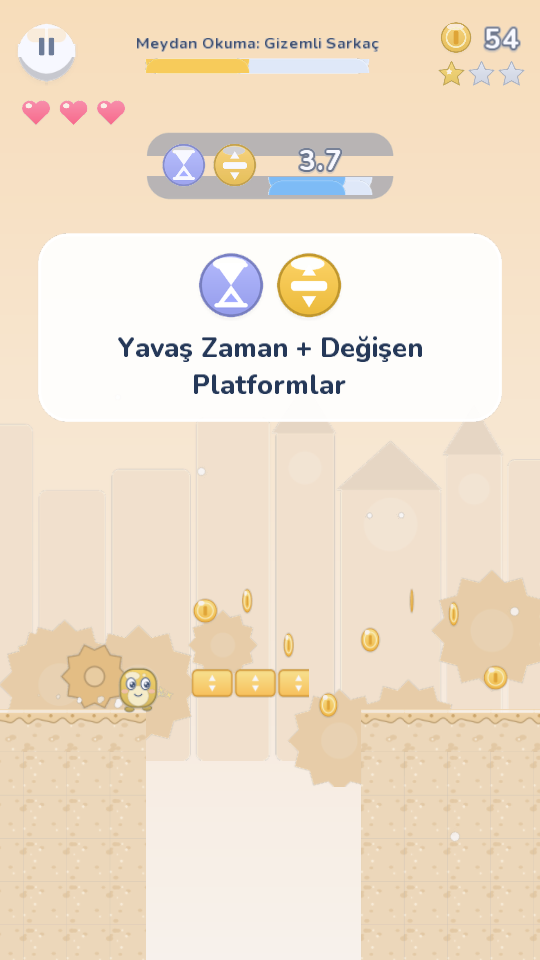 Meydan Okuma: Gizemli Sarkaç
54
3.7
Yavaş Zaman + Değişen
Platformlar